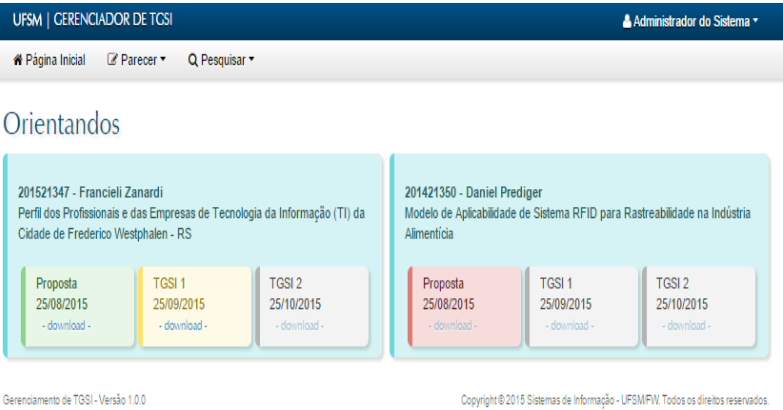 UFSM | GERENCIADOR DE TGSI
Administrador do Sistema
Página Inicial Parecer Pesquisar
Orientandos
201521347 - Francieli Zanardi
Perfil dos Profissionais e das Empresas de Tecnologia da Informação (TI) da
Cidade de Frederico Westphalen - RS
Proposta
25/08/2015
- download -
TGSI 1
25/09/2015
- download -
TGSI 2
25/10/2015
- download -
201421350 - Daniel Prediger
Modelo de Aplicabilidade de Sistema RFID para Rastreabilidade na Indústria
Alimentícia
Proposta
25/08/2015
- download -
TGSI 1
25/09/2015
- download -
TGSI 2
25/10/2015
- download -
Gerenciamento de TGSI - Versão 1.0.0
Copyright © 2015 Sistemas de Informação - UFSM/FW. Todos os direitos reservados.